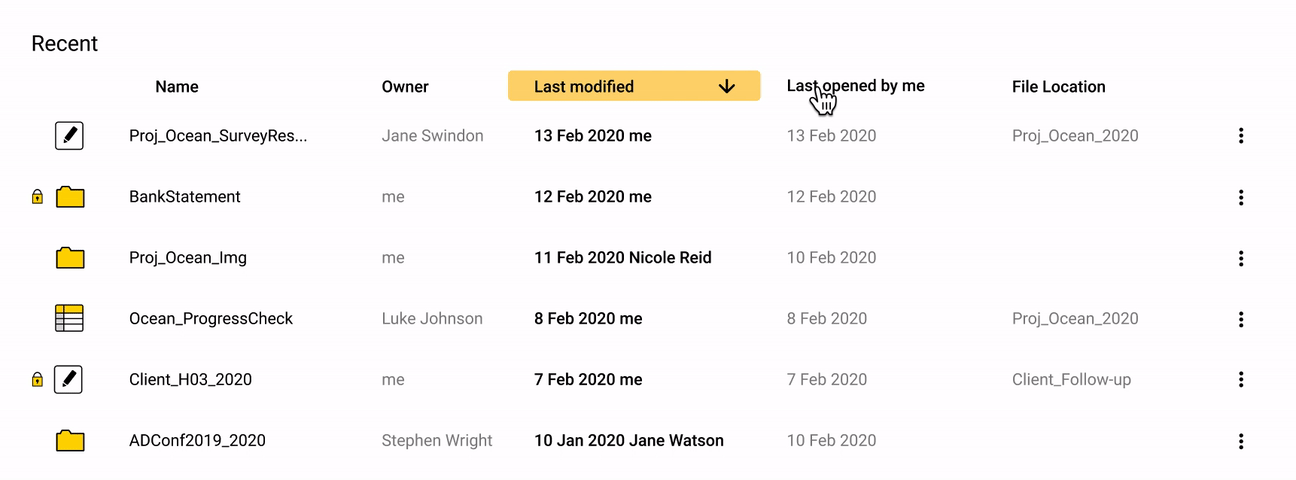 Recent
Name Owner Last modified Last opened by me File Location
Proj_Ocean_SurveyRes... Jane Swindon 13 Feb 2020 me 13 Feb 2020 Proj_Ocean_2020
BankStatement me 12 Feb 2020 me 12 Feb 2020
Proj_Ocean_Img me 11 Feb 2020 Nicole Reid 10 Feb 2020
Ocean_ProgressCheck Luke Johnson 8 Feb 2020 me 8 Feb 2020 Proj_Ocean_2020
Client_H03_2020 me 7 Feb 2020 me 7 Feb 2020 Client_Follow-up
ADConf2019_2020 Stephen Wright 10 Jan 2020 Jane Watson 10 Feb 2020